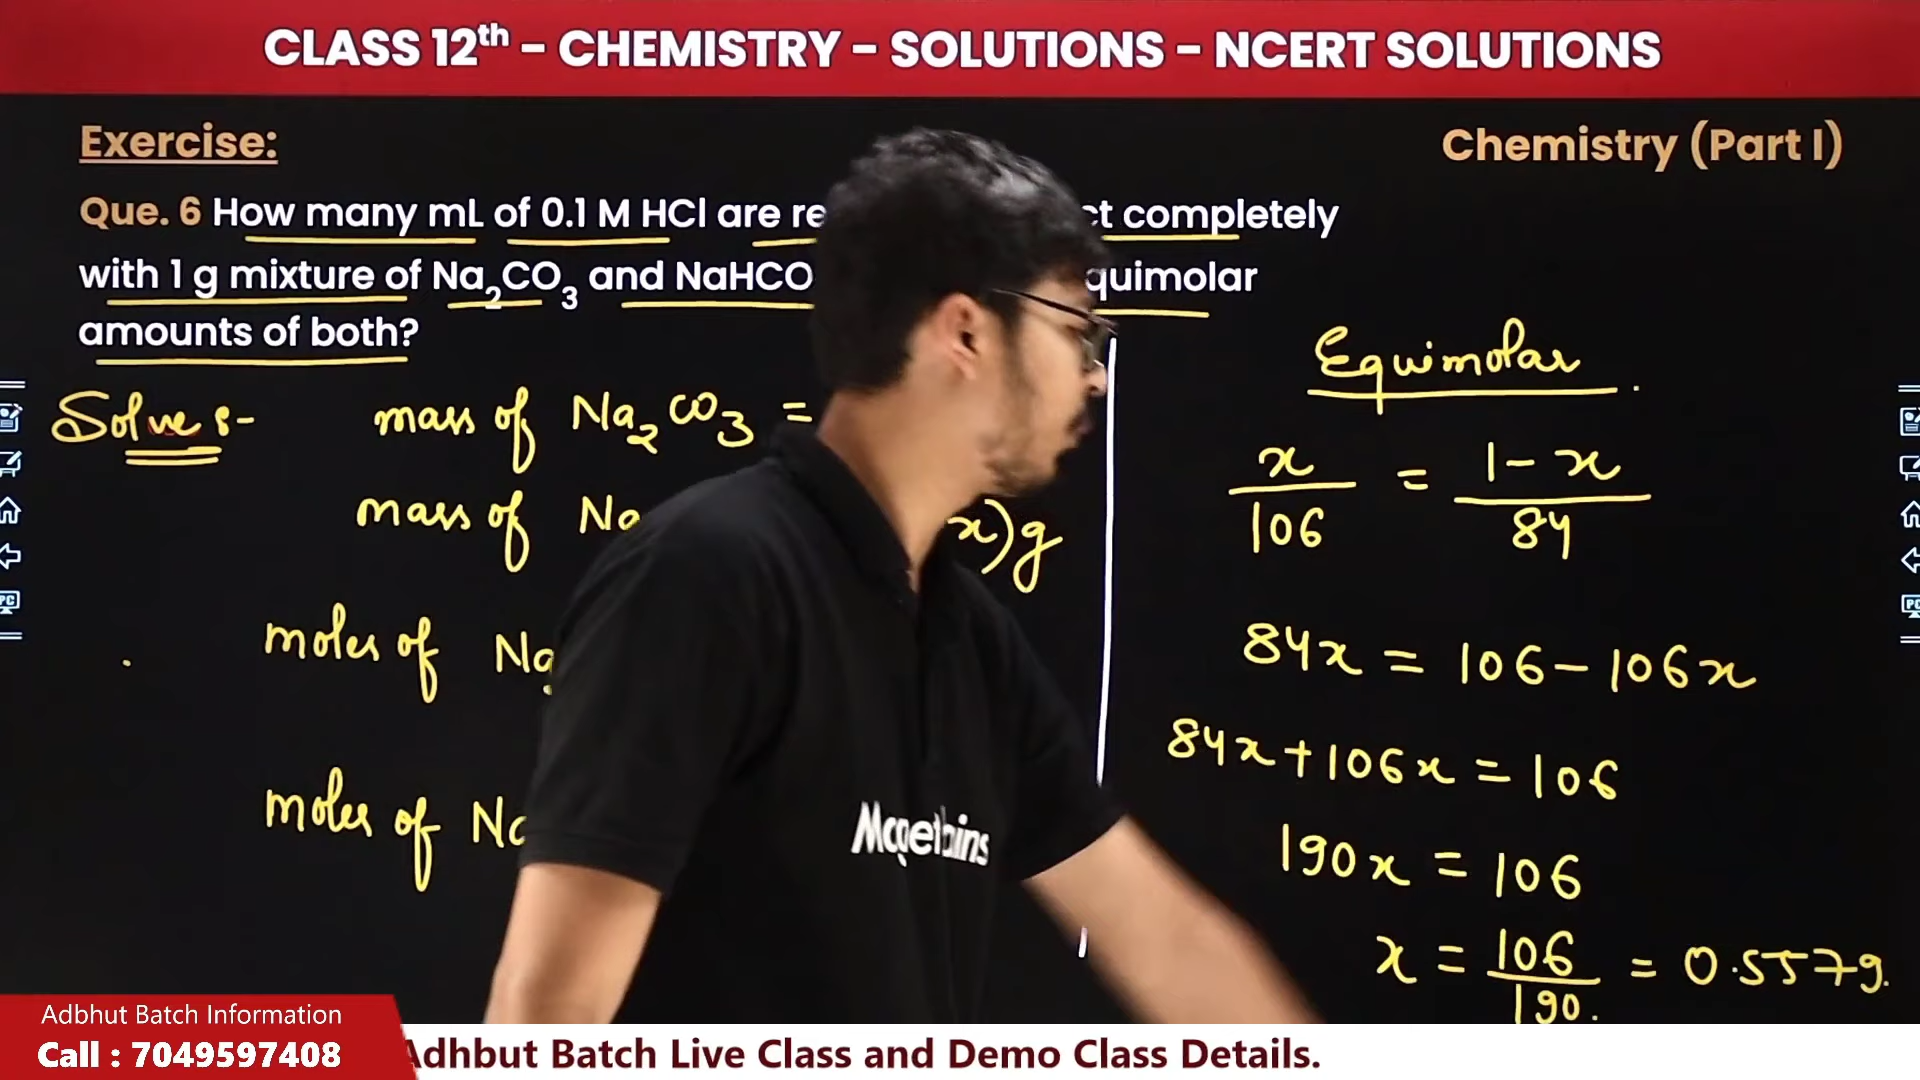 CLASS 12th - CHEMISTRY - SOLUTIONS - NCERT SOLUTIONS
Exercise:
Chemistry (Part I)
Que. 6 How many mL of 0.1 M HCl are re ct completely
with 1 g mixture of Na2CO3 and NaHCO quimolar
amounts of both?
Equimolar
Solve :-
mass of Na2CO3 =
mass of Na x)g
moles of Na
moles of Na
x/106 = 1-x/84
84x = 106 - 106x
84x + 106x = 106
190x = 106
x = 106/190. = 0.557g.
PC
PC
Adbhut Batch Information
Call : 7049597408
Adhbut Batch Live Class and Demo Class Details.